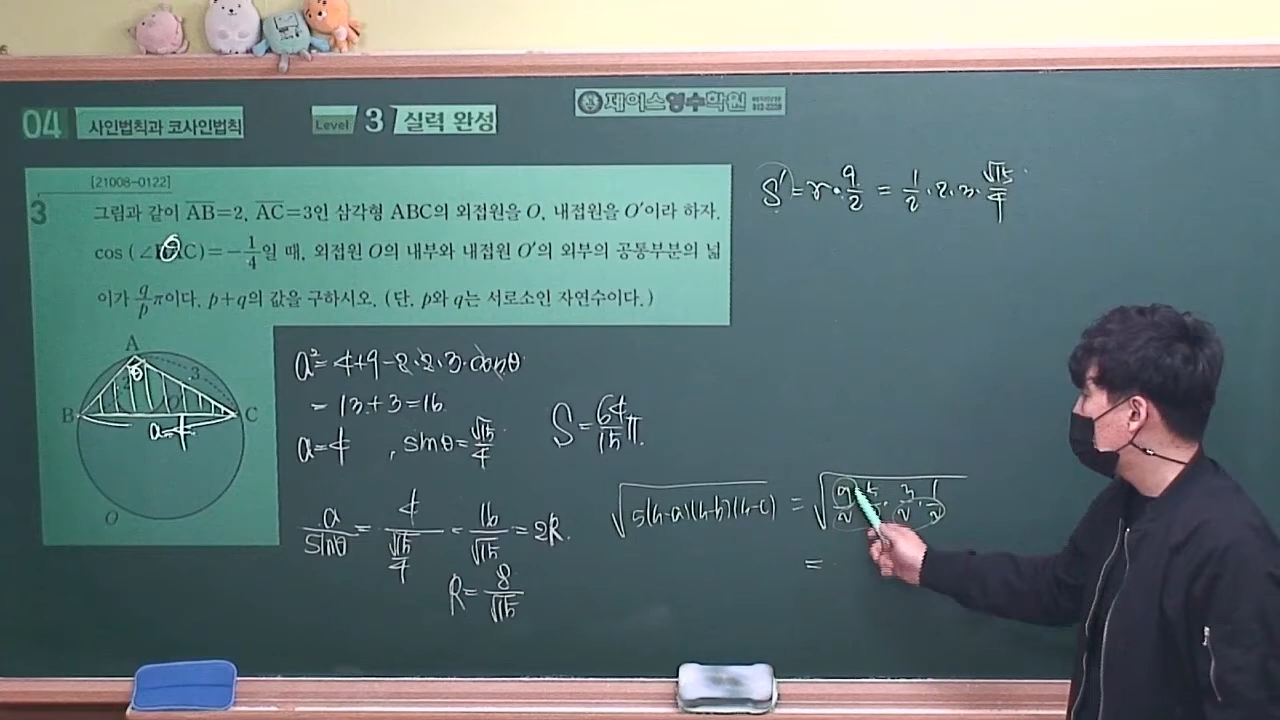 04 사인법칙과 코사인법칙
Level 3 실력 완성
제이스영수학원
[21008-0122]
3 그림과 같이 AB=2, AC=3인 삼각형 ABC의 외접원을 O, 내접원을 O′이라 하자.
cos(∠BAC)=-1/4일 때, 외접원 O의 내부와 내접원 O′의 외부의 공통부분의 넓
이가 q/pπ이다. p+q의 값을 구하시오. (단, p와 q는 서로소인 자연수이다.)
θ
A
3
B
C
a=4
O
a²=4+9-2·2·3·cosθ
=13+3=16
a=4, sinθ=√15/4
S=64/15π
a/sinθ=4/(√15/4)=16/√15=2R.
R=8/√15
S′=r·9/2=1/2·2·3·√15/4
√s(s-a)(s-b)(s-c) =
=